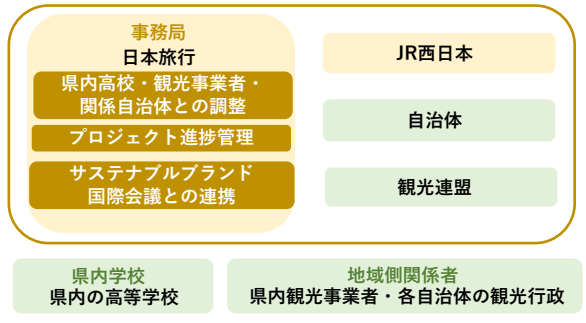 事務局
日本旅行
県内高校・観光事業者・
関係自治体との調整
プロジェクト進捗管理
サステナブルブランド
国際会議との連携
JR西日本
自治体
観光連盟
県内学校
県内の高等学校
地域側関係者
県内観光事業者・各自治体の観光行政